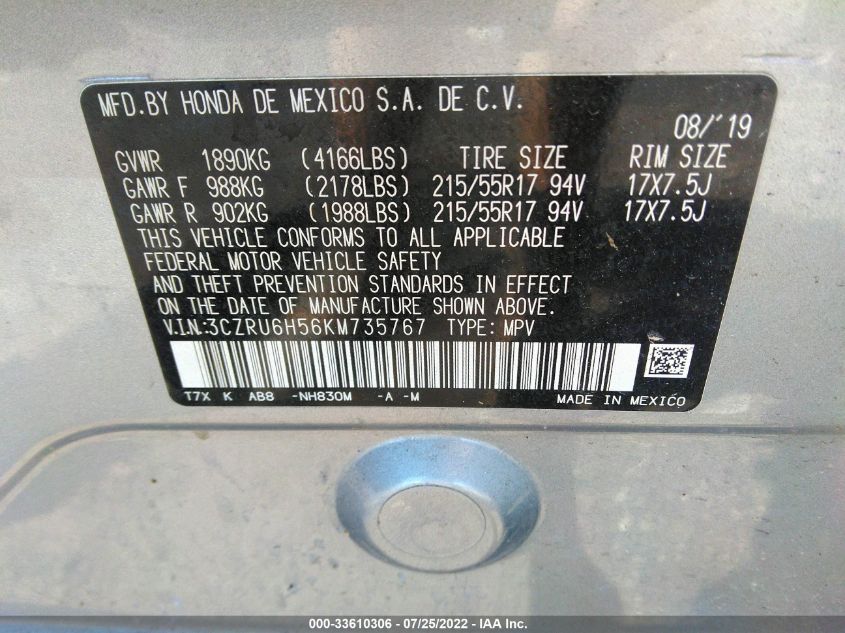 MFD.BY HONDA DE MEXICO S.A. DE C.V.
08/'19
GVWR 1890KG (4166LBS) TIRE SIZE RIM SIZE
GAWR F 988KG (2178LBS) 215/55R17 94V 17X7.5J
GAWR R 902KG (1988LBS) 215/55R17 94V 17X7.5J
THIS VEHICLE CONFORMS TO ALL APPLICABLE
FEDERAL MOTOR VEHICLE SAFETY
AND THEFT PREVENTION STANDARDS IN EFFECT
ON THE DATE OF MANUFACTURE SHOWN ABOVE.
V.I.N:3CZRU6H56KM735767 TYPE: MPV
T7X K AB8 -NH830M -A -M MADE IN MEXICO
000-33610306 - 07/25/2022 - IAA Inc.